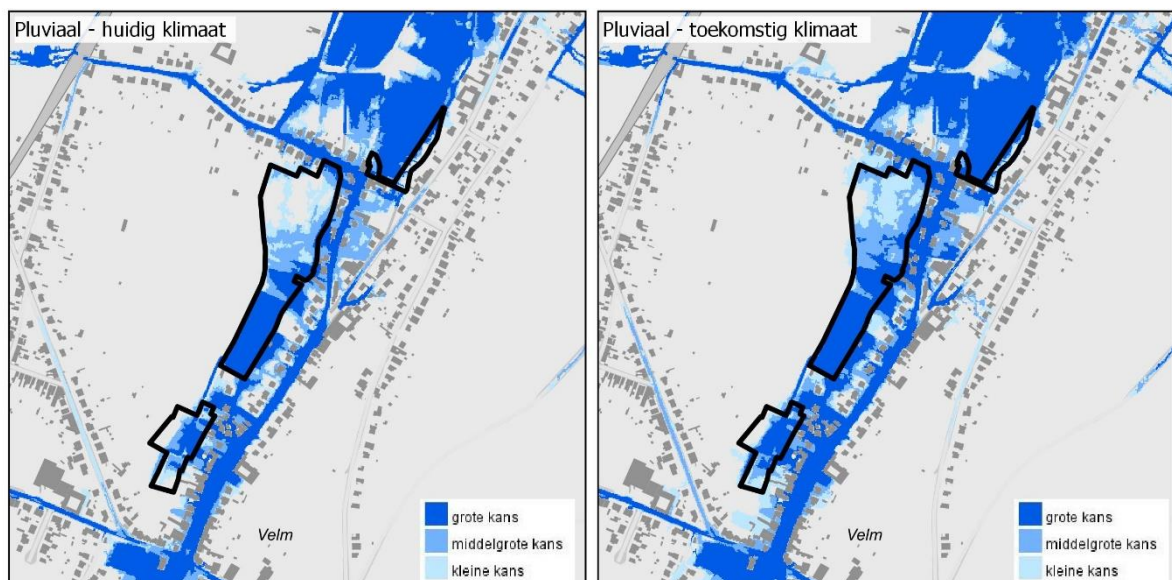 Pluviaal - huidig klimaat
Velm
grote kans
middelgrote kans
kleine kans
Pluviaal - toekomstig klimaat
Velm
grote kans
middelgrote kans
kleine kans